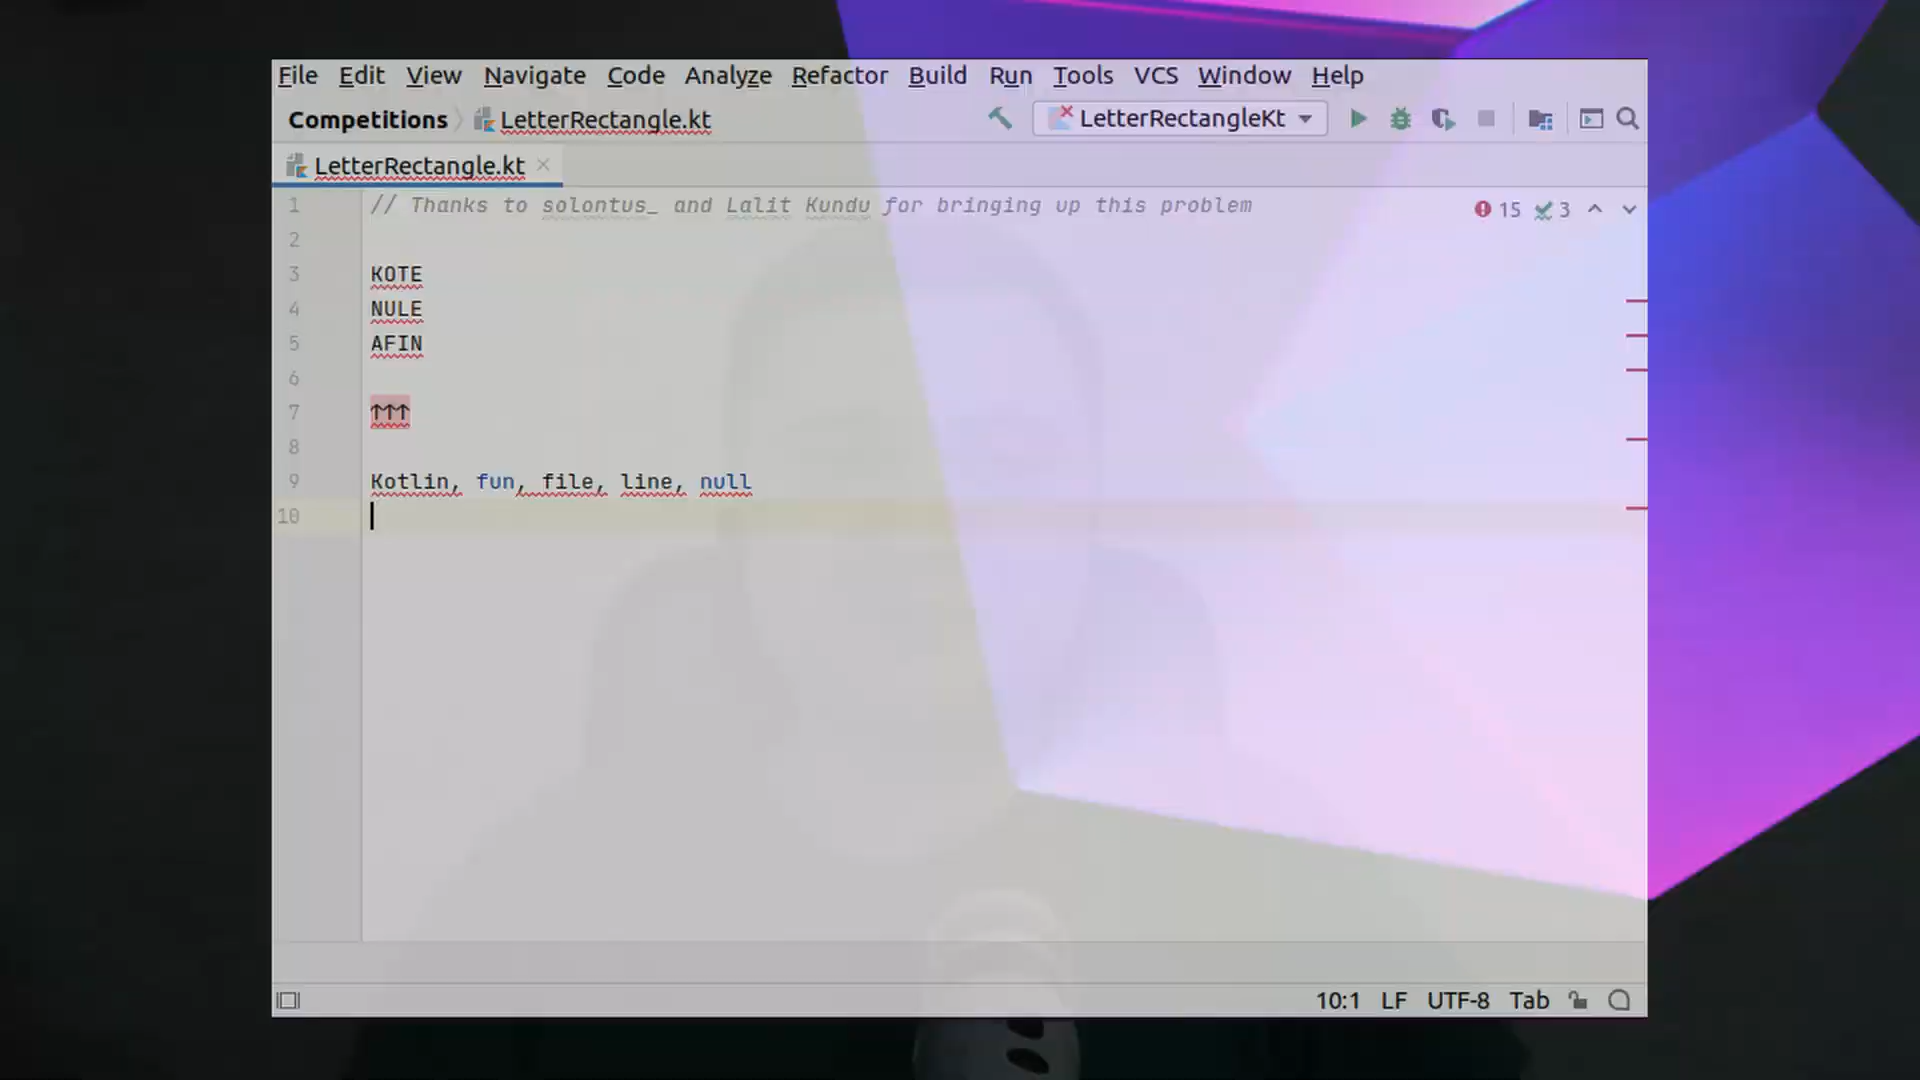 File Edit View Navigate Code Analyze Refactor Build Run Tools VCS Window Help
Competitions LetterRectangle.kt LetterRectangleKt
LetterRectangle.kt
1 // Thanks to solontus_ and Lalit Kundu for bringing up this problem 15 3
2
3 KOTE
4 NULE
5 AFIN
6
7 ↑↑↑
8
9 Kotlin, fun, file, line, null
10
10:1 LF UTF-8 Tab